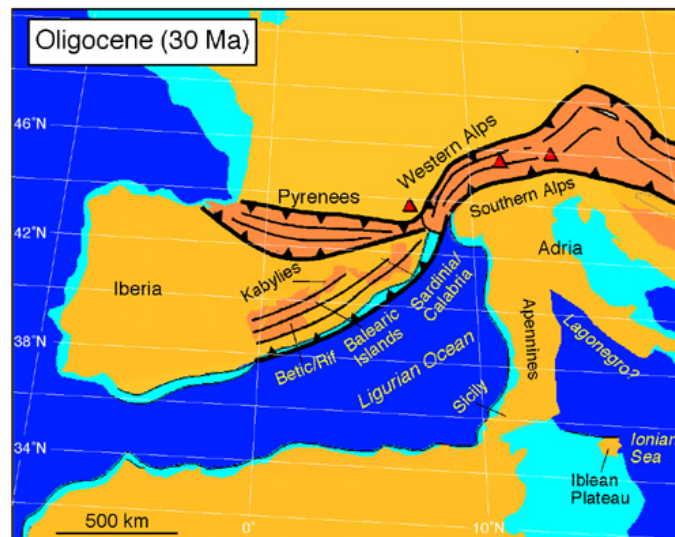 Oligocene (30 Ma)
46°N
Western Alps
Pyrenees
Southern Alps
42°N
Iberia
Kabylies
Sardinia/
Calabria
Adria
Balearic
Islands
Betic/Rif
Ligurian Ocean
Apennines
Lagonegro?
38°N
Sicily
34°N
Ionian
Sea
Iblean
Plateau
500 km
0°
10°N